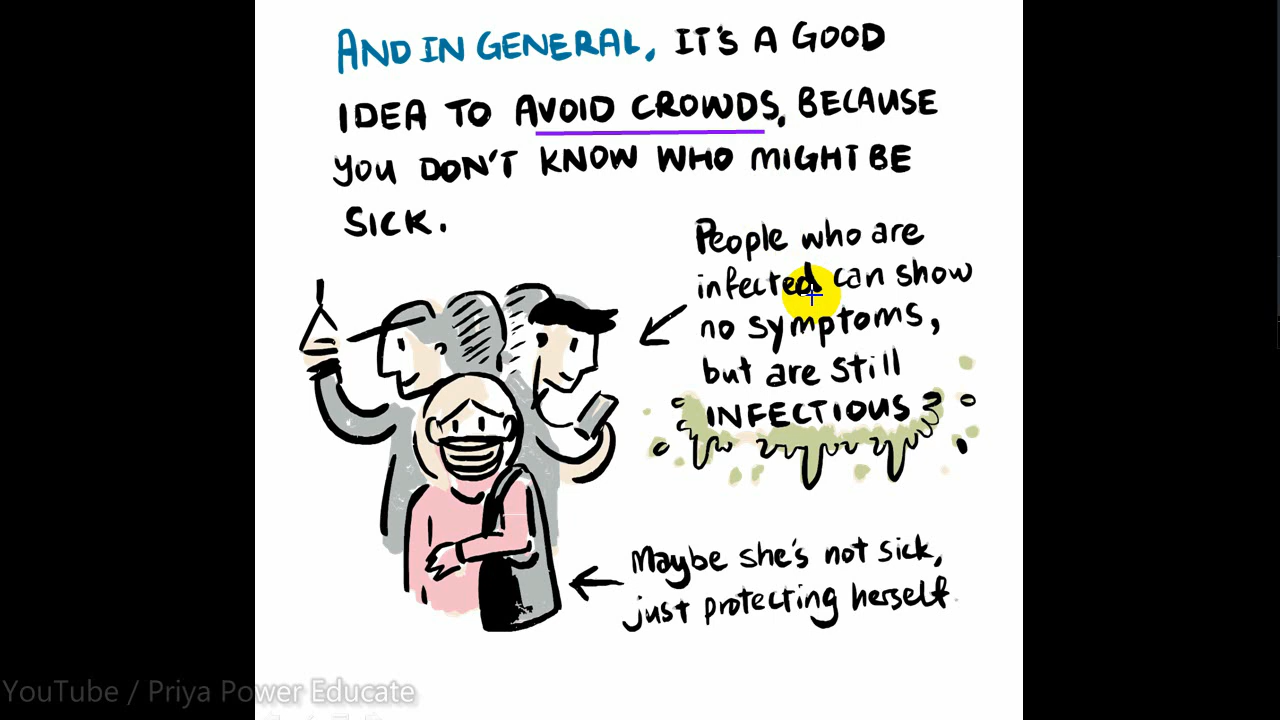 AND IN GENERAL, IT'S A GOOD
IDEA TO AVOID CROWDS, BECAUSE
YOU DON'T KNOW WHO MIGHT BE
SICK.
People who are
infected can show
no symptoms,
but are still
INFECTIOUS
Maybe she's not sick,
just protecting herself.
YouTube / Priya Power Educate